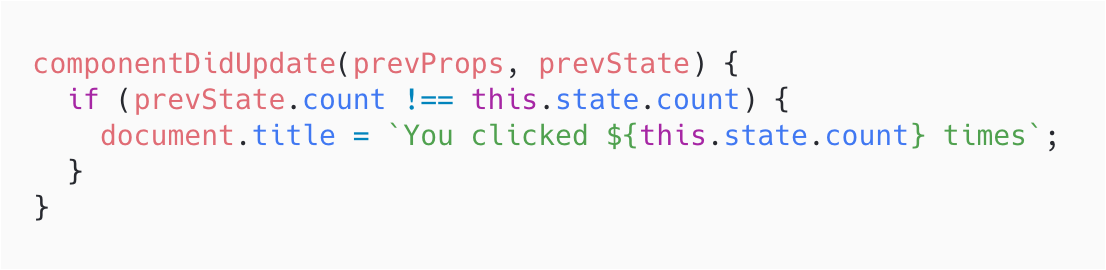 componentDidUpdate(prevProps, prevState) {
  if (prevState.count !== this.state.count) {
    document.title = `You clicked ${this.state.count} times`;
  }
}